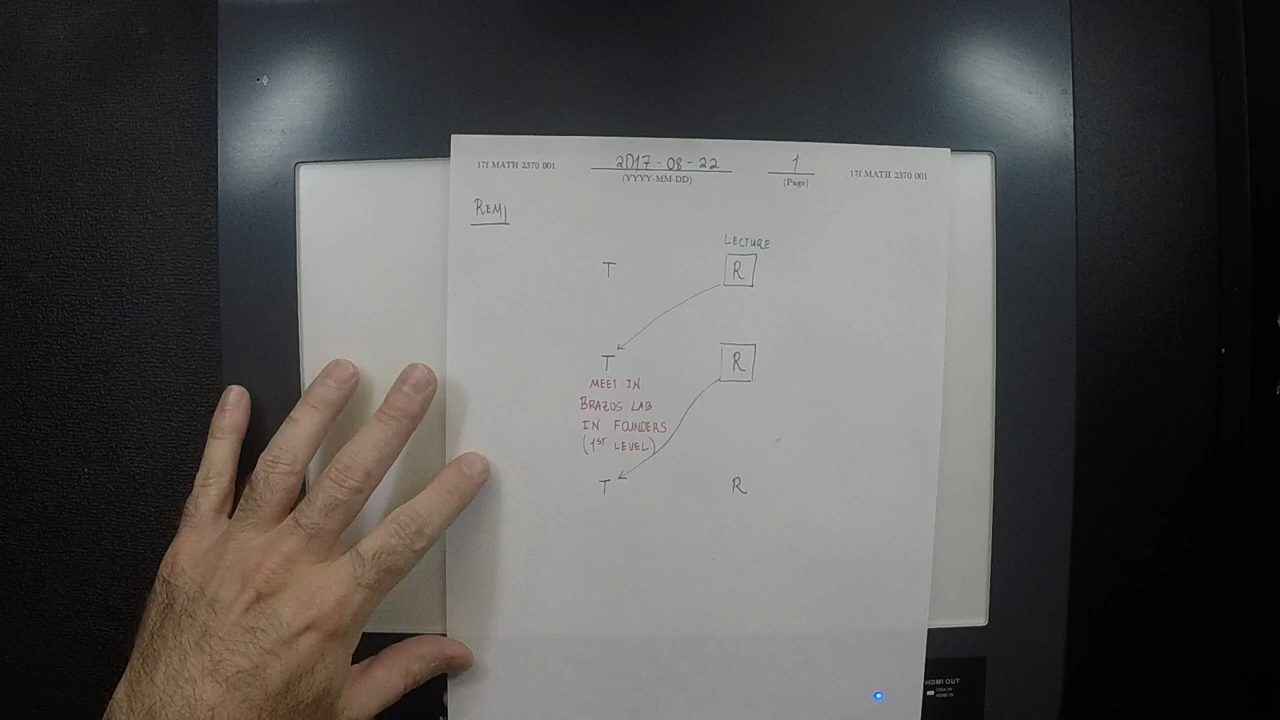 17f MATH 2370 001 2017-08-22 1 17f MATH 2370 001
(YYYY-MM-DD) (Page)
REM|
LECTURE
T R
T R
MEET IN
BRAZOS LAB
IN FOUNDERS
(1ST LEVEL)
T R
HDMI OUT